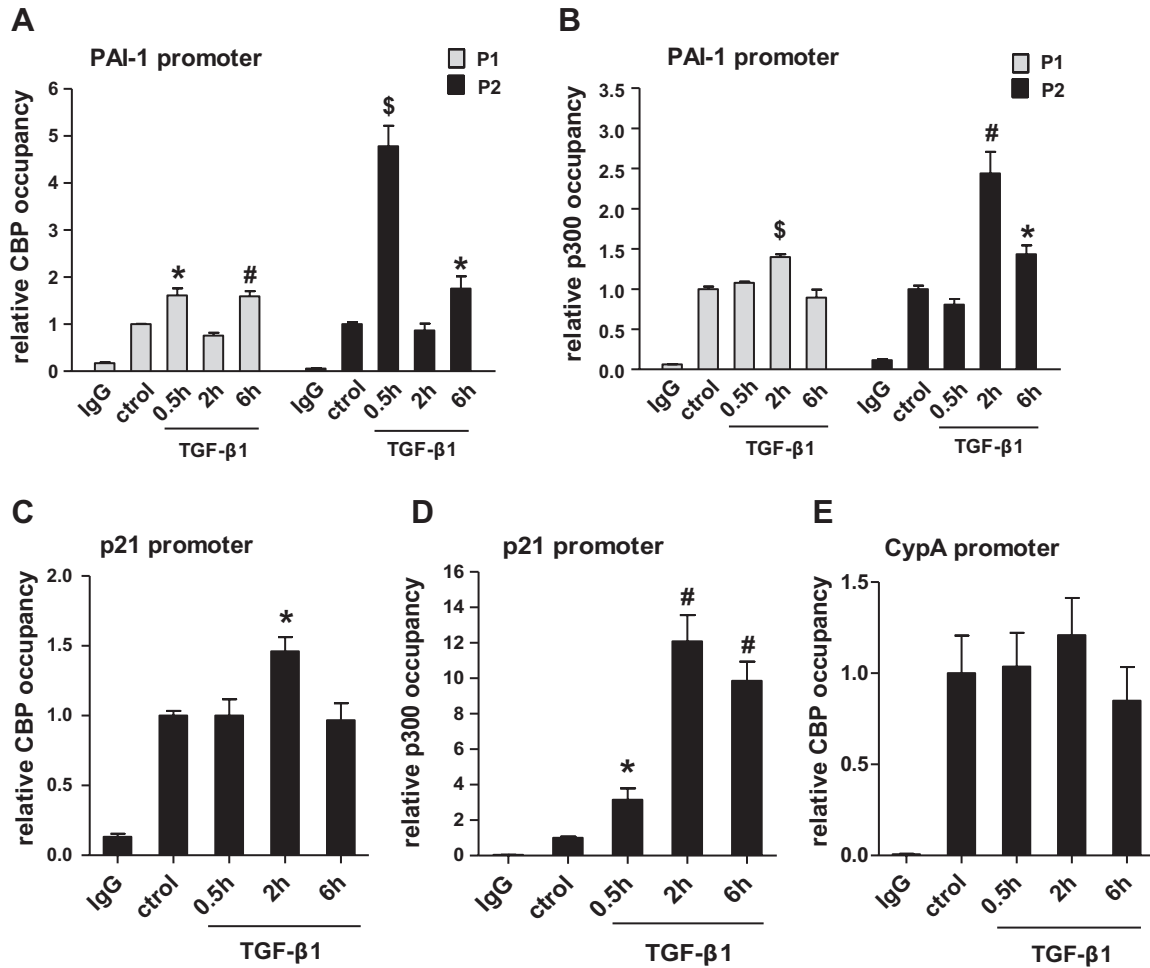 A
PAI-1 promoter
P1
P2
relative CBP occupancy
6
5
4
3
2
1
0
*
#
$
*
IgG
ctrol
0.5h
2h
6h
IgG
ctrol
0.5h
2h
6h
TGF-β1
TGF-β1
B
PAI-1 promoter
P1
P2
relative p300 occupancy
3.5
3.0
2.5
2.0
1.5
1.0
0.5
0.0
$
#
*
IgG
ctrol
0.5h
2h
6h
IgG
ctrol
0.5h
2h
6h
TGF-β1
TGF-β1
C
p21 promoter
relative CBP occupancy
2.0
1.5
1.0
0.5
0.0
*
IgG
ctrol
0.5h
2h
6h
TGF-β1
D
p21 promoter
relative p300 occupancy
16
14
12
10
8
6
4
2
0
*
#
#
IgG
ctrol
0.5h
2h
6h
TGF-β1
E
CypA promoter
relative CBP occupancy
1.5
1.0
0.5
0.0
IgG
ctrol
0.5h
2h
6h
TGF-β1